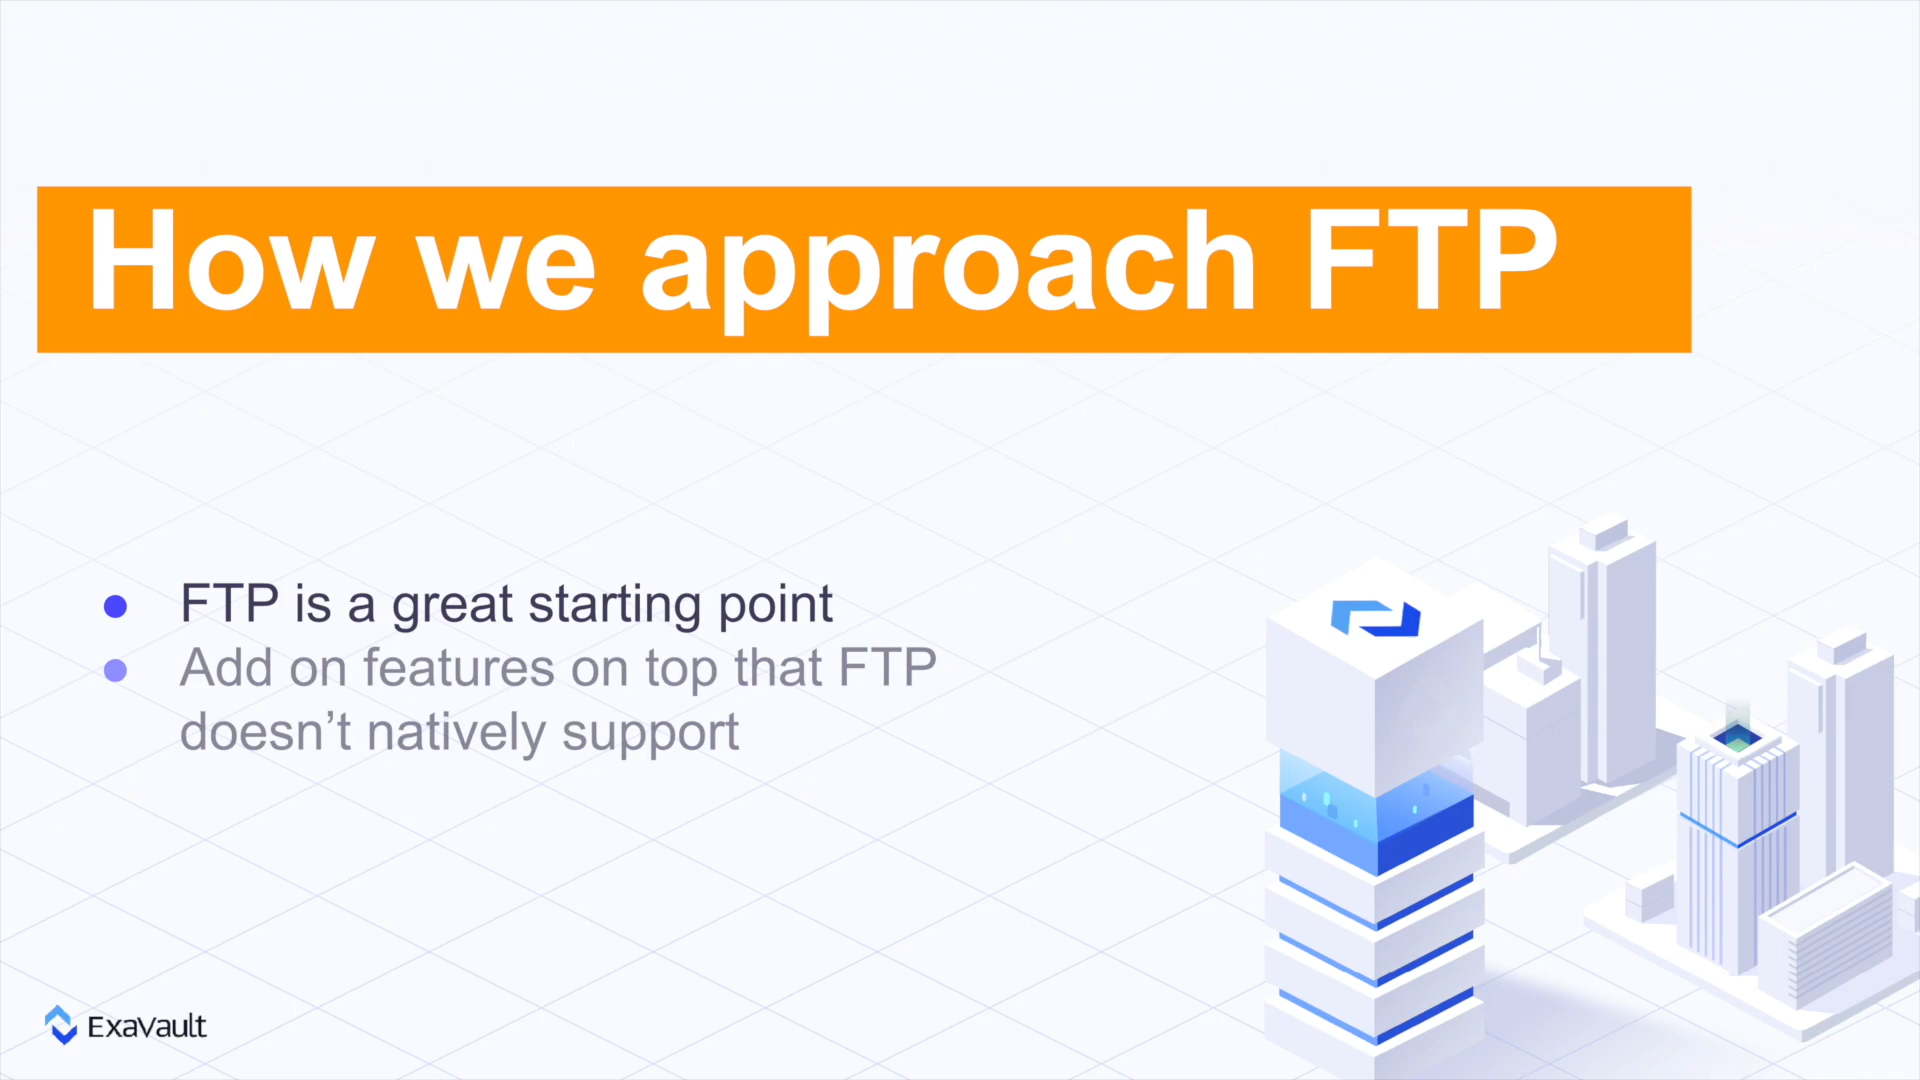 How we approach FTP
● FTP is a great starting point
● Add on features on top that FTP
doesn’t natively support
ExaVault